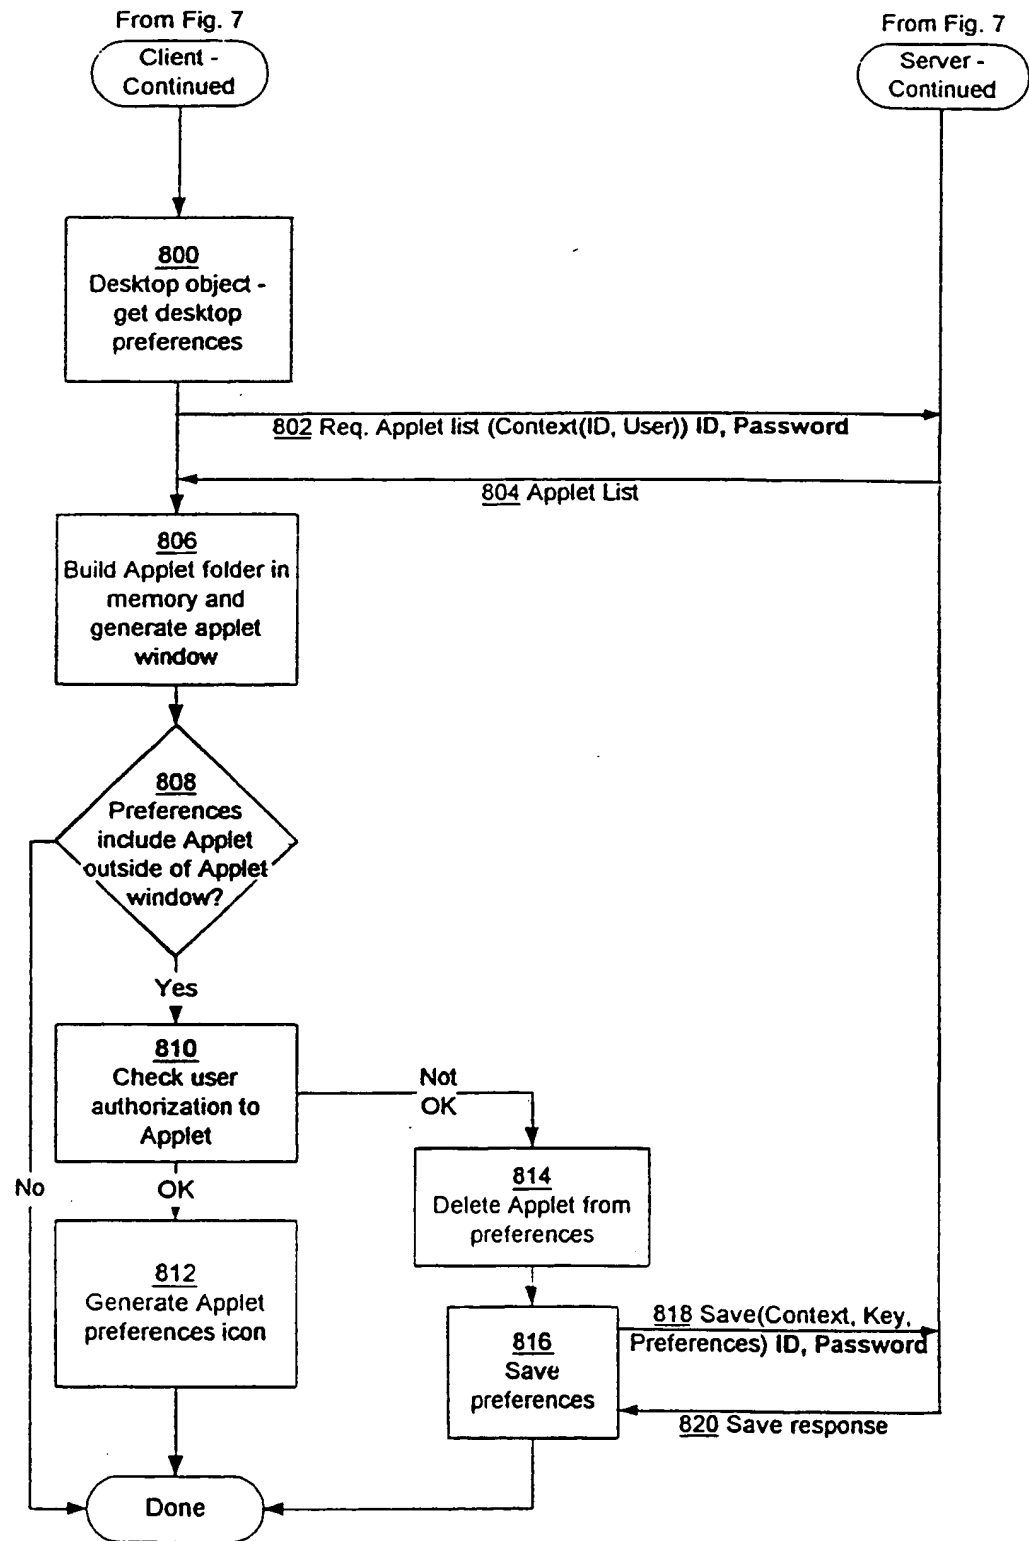 From Fig. 7
Client -
Continued
From Fig. 7
Server -
Continued
800
Desktop object -
get desktop
preferences
802 Req. Applet list (Context(ID, User)) ID, Password
804 Applet List
806
Build Applet folder in
memory and
generate applet
window
808
Preferences
include Applet
outside of Applet
window?
Yes
No
810
Check user
authorization to
Applet
Not
OK
OK
814
Delete Applet from
preferences
812
Generate Applet
preferences icon
816
Save
preferences
818 Save(Context, Key,
Preferences) ID, Password
820 Save response
Done